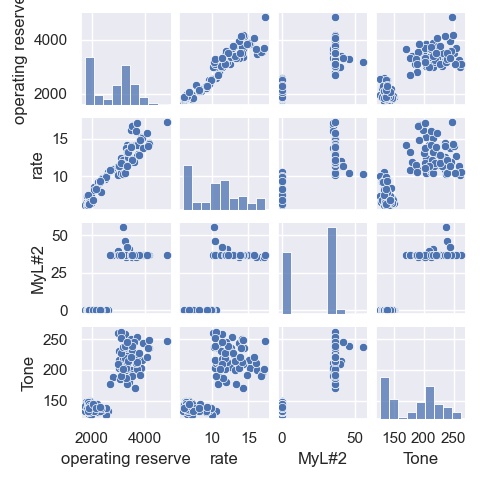 operating reserve
4000
2000
rate
15
10
MyL#2
50
25
0
Tone
250
200
150
2000 4000
10 15
0 50
150 200 250
operating reserve
rate
MyL#2
Tone